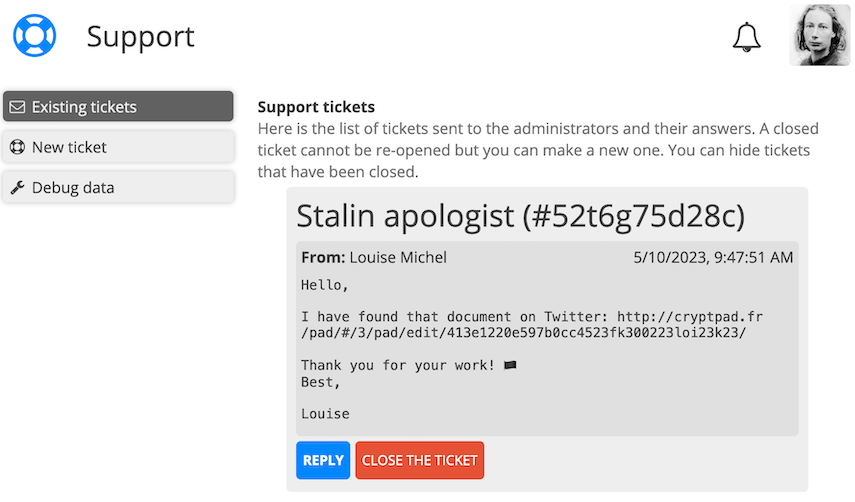 Support
Existing tickets
New ticket
Debug data
Support tickets
Here is the list of tickets sent to the administrators and their answers. A closed
ticket cannot be re-opened but you can make a new one. You can hide tickets
that have been closed.
Stalin apologist (#52t6g75d28c)
From: Louise Michel 5/10/2023, 9:47:51 AM
Hello,
I have found that document on Twitter: http://cryptpad.fr
/pad/#/3/pad/edit/413e1220e597b0cc4523fk300223loi23k23/
Thank you for your work! 🏴
Best,
Louise
REPLY CLOSE THE TICKET